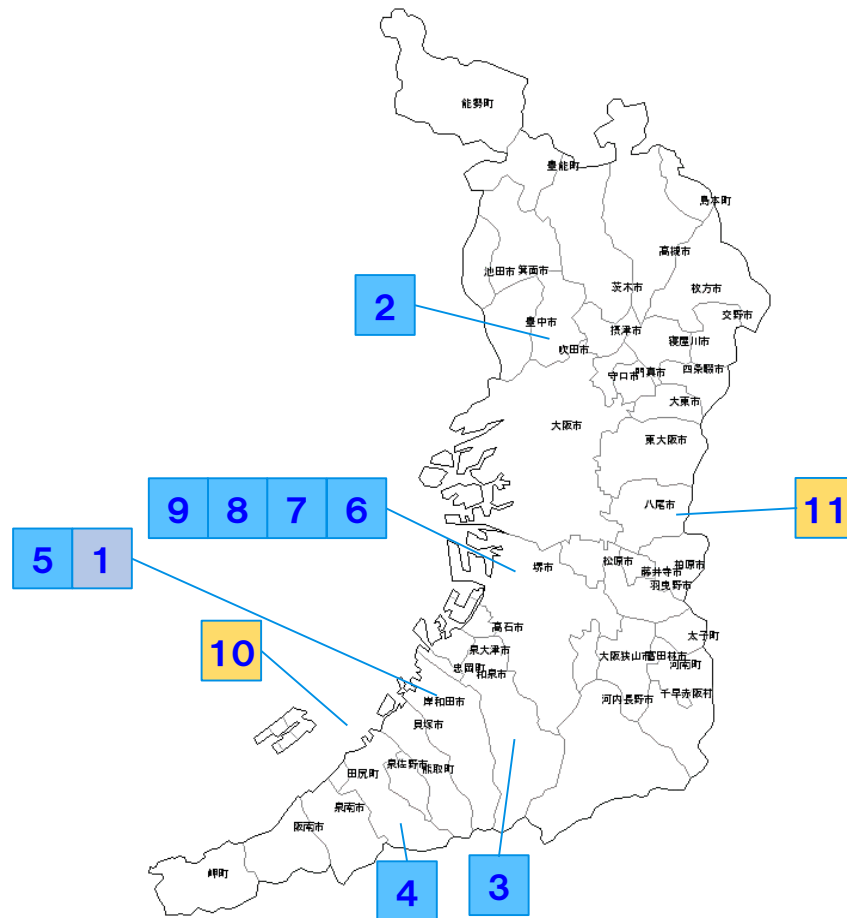 能勢町
豊能町
島本町
高槻市
池田市
箕面市
茨木市
枚方市
2
交野市
豊中市
摂津市
寝屋川市
吹田市
守口市
門真市
四条畷市
大東市
大阪市
東大阪市
9 8 7 6
八尾市
11
5 1
堺市
松原市
藤井寺市
柏原市
羽曳野市
高石市
太子町
10
泉大津市
大阪狭山市
富田林市
忠岡町
和泉市
河南町
岸和田市
河内長野市
千早赤阪村
貝塚市
田尻町
泉佐野市
熊取町
泉南市
阪南市
岬町
4
3